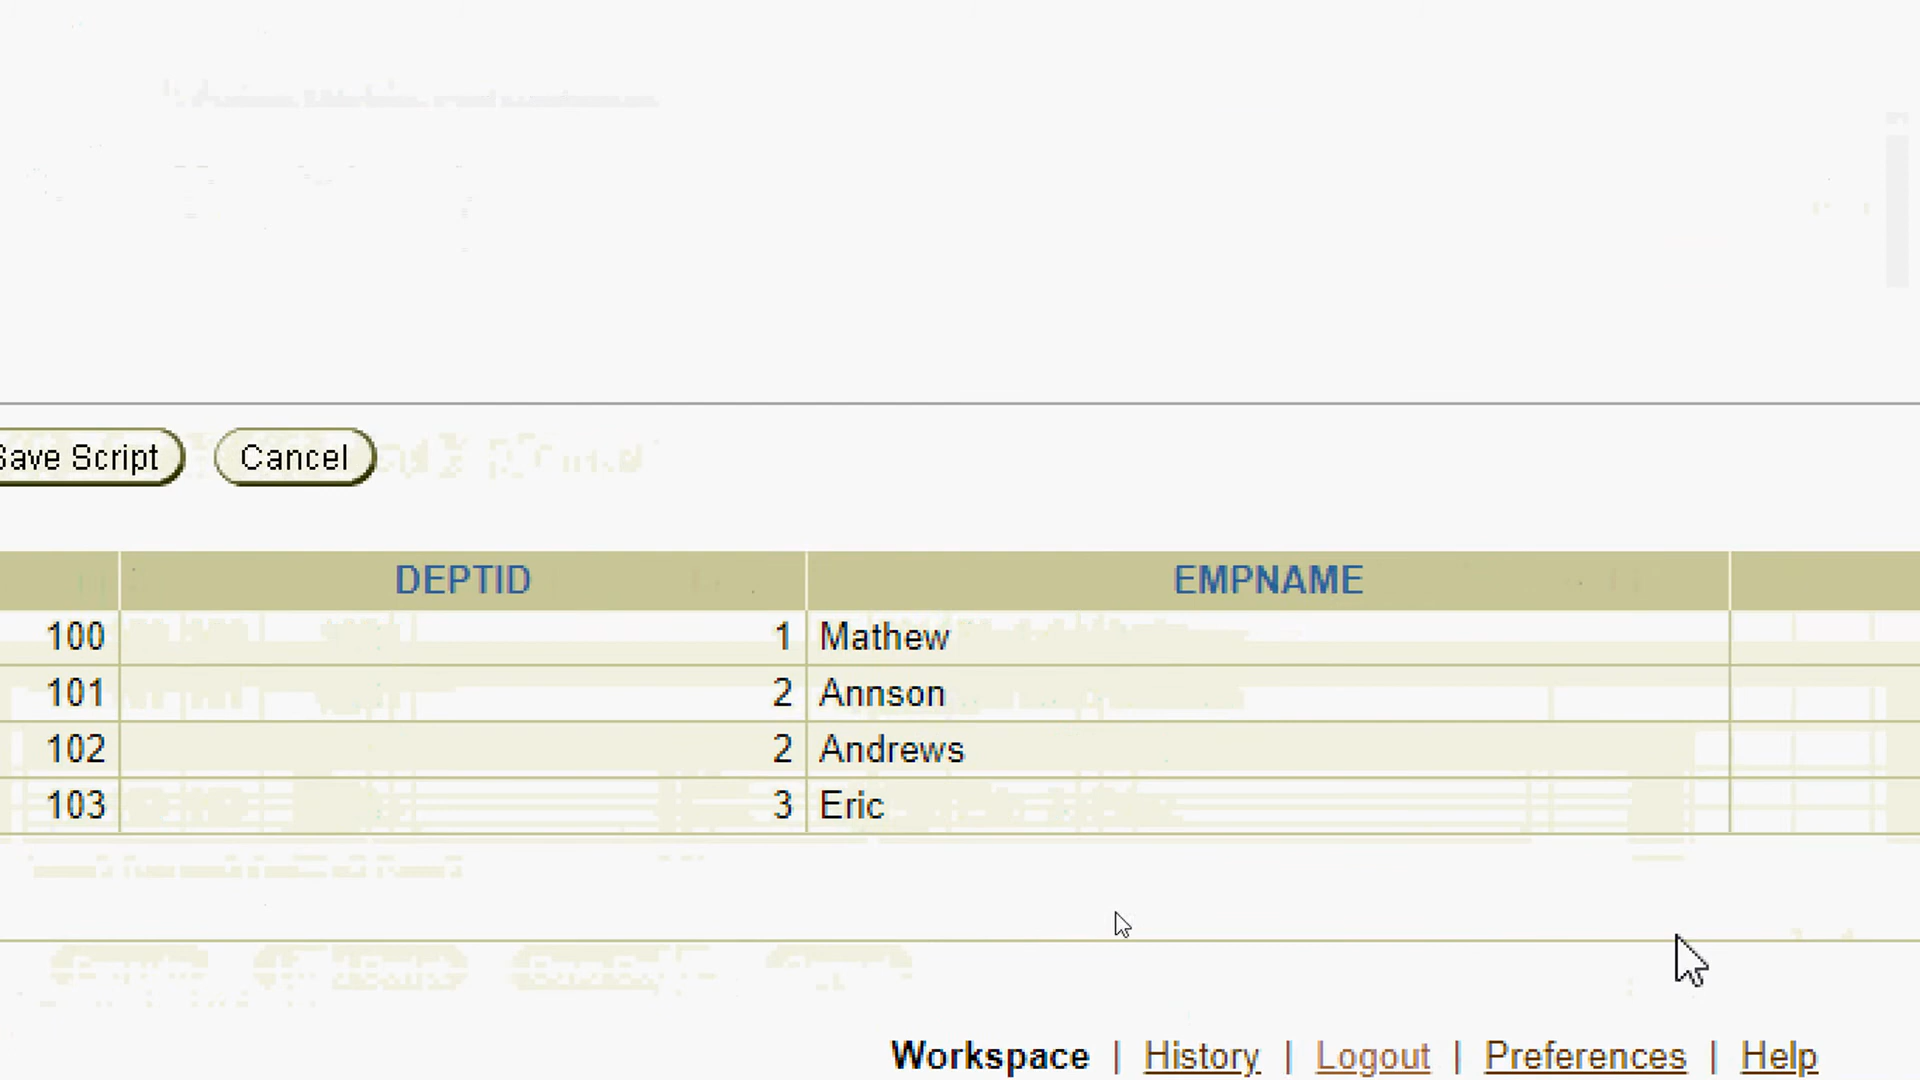 Save Script Cancel
DEPTID EMPNAME
100 1 Mathew
101 2 Annson
102 2 Andrews
103 3 Eric
Workspace | History | Logout | Preferences | Help